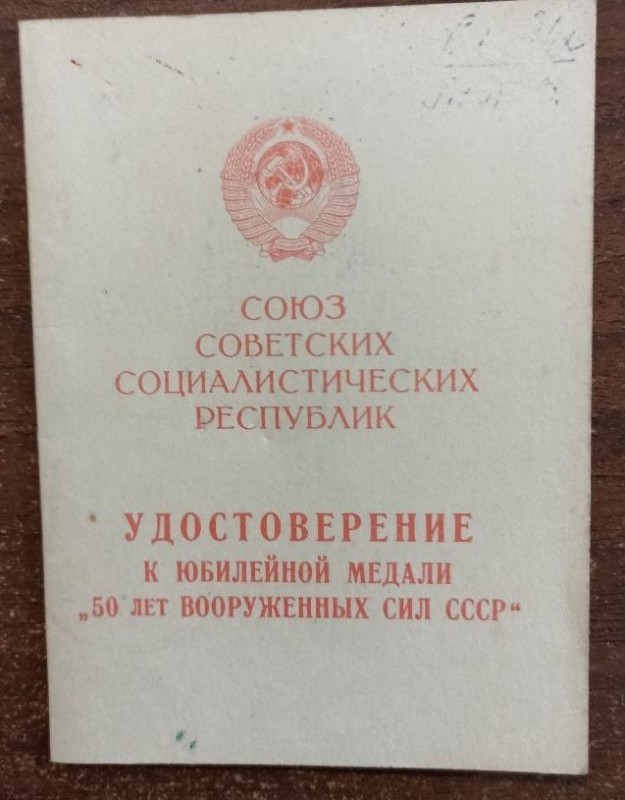 СОЮЗ
СОВЕТСКИХ
СОЦИАЛИСТИЧЕСКИХ
РЕСПУБЛИК
УДОСТОВЕРЕНИЕ
К ЮБИЛЕЙНОЙ МЕДАЛИ
„50 ЛЕТ ВООРУЖЕННЫХ СИЛ СССР“